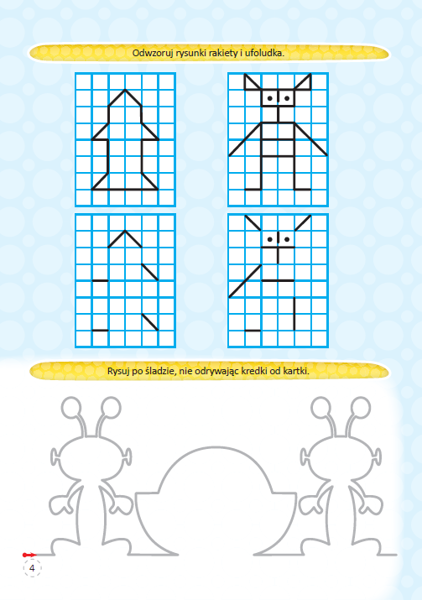 Odwzoruj rysunki rakiety i ufoludka.
Rysuj po śladzie, nie odrywając kredki od kartki.
4